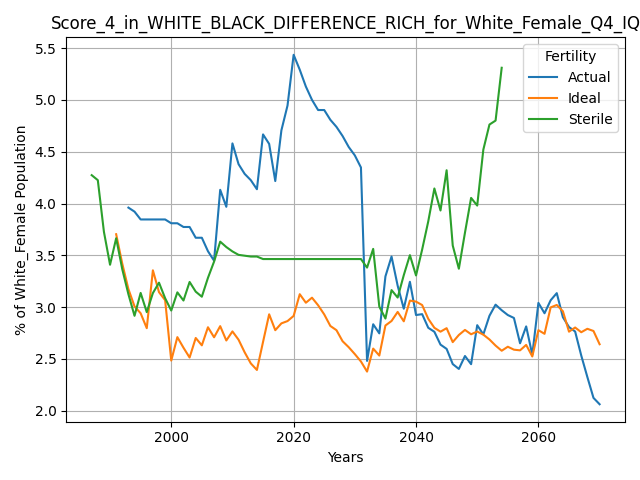 Score_4_in_WHITE_BLACK_DIFFERENCE_RICH_for_White_Female_Q4_IQ
Fertility
Actual
Ideal
Sterile
% of White_Female Population
5.5
5.0
4.5
4.0
3.5
3.0
2.5
2.0
2000
2020
2040
2060
Years